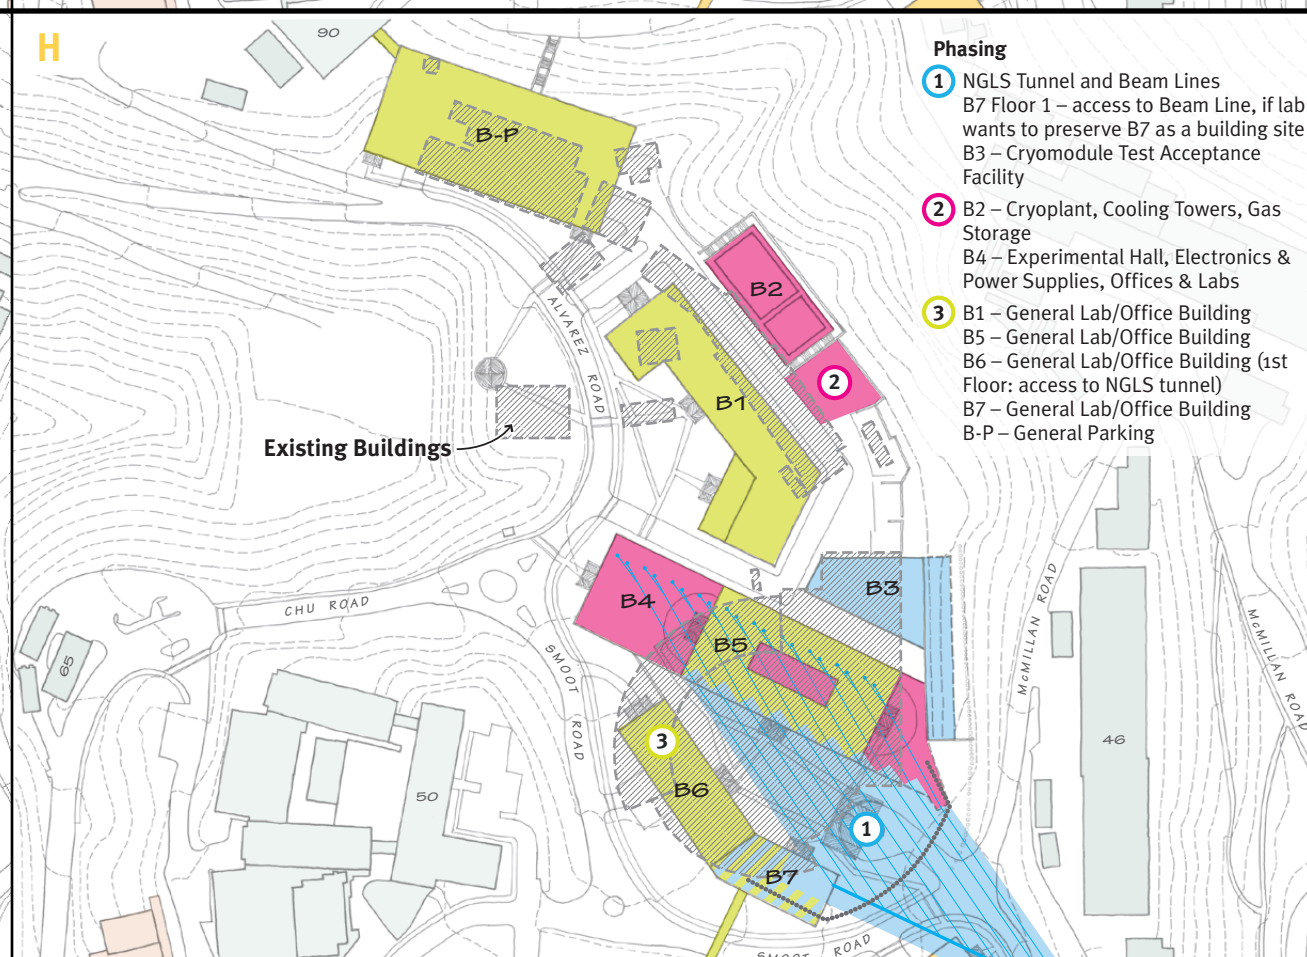 H
90
Phasing
1 NGLS Tunnel and Beam Lines
B7 Floor 1 – access to Beam Line, if lab
wants to preserve B7 as a building site
B3 – Cryomodule Test Acceptance
Facility
2 B2 – Cryoplant, Cooling Towers, Gas
Storage
B4 – Experimental Hall, Electronics &
Power Supplies, Offices & Labs
3 B1 – General Lab/Office Building
B5 – General Lab/Office Building
B6 – General Lab/Office Building (1st
Floor: access to NGLS tunnel)
B7 – General Lab/Office Building
B-P – General Parking
B-P
B2
2
ALVAREZ ROAD
B1
Existing Buildings
B3
B4
B5
CHU ROAD
SMOOT ROAD
McMILLAN ROAD
McMILLAN ROAD
65
3
46
50
B6
1
B7
SMOOT ROAD